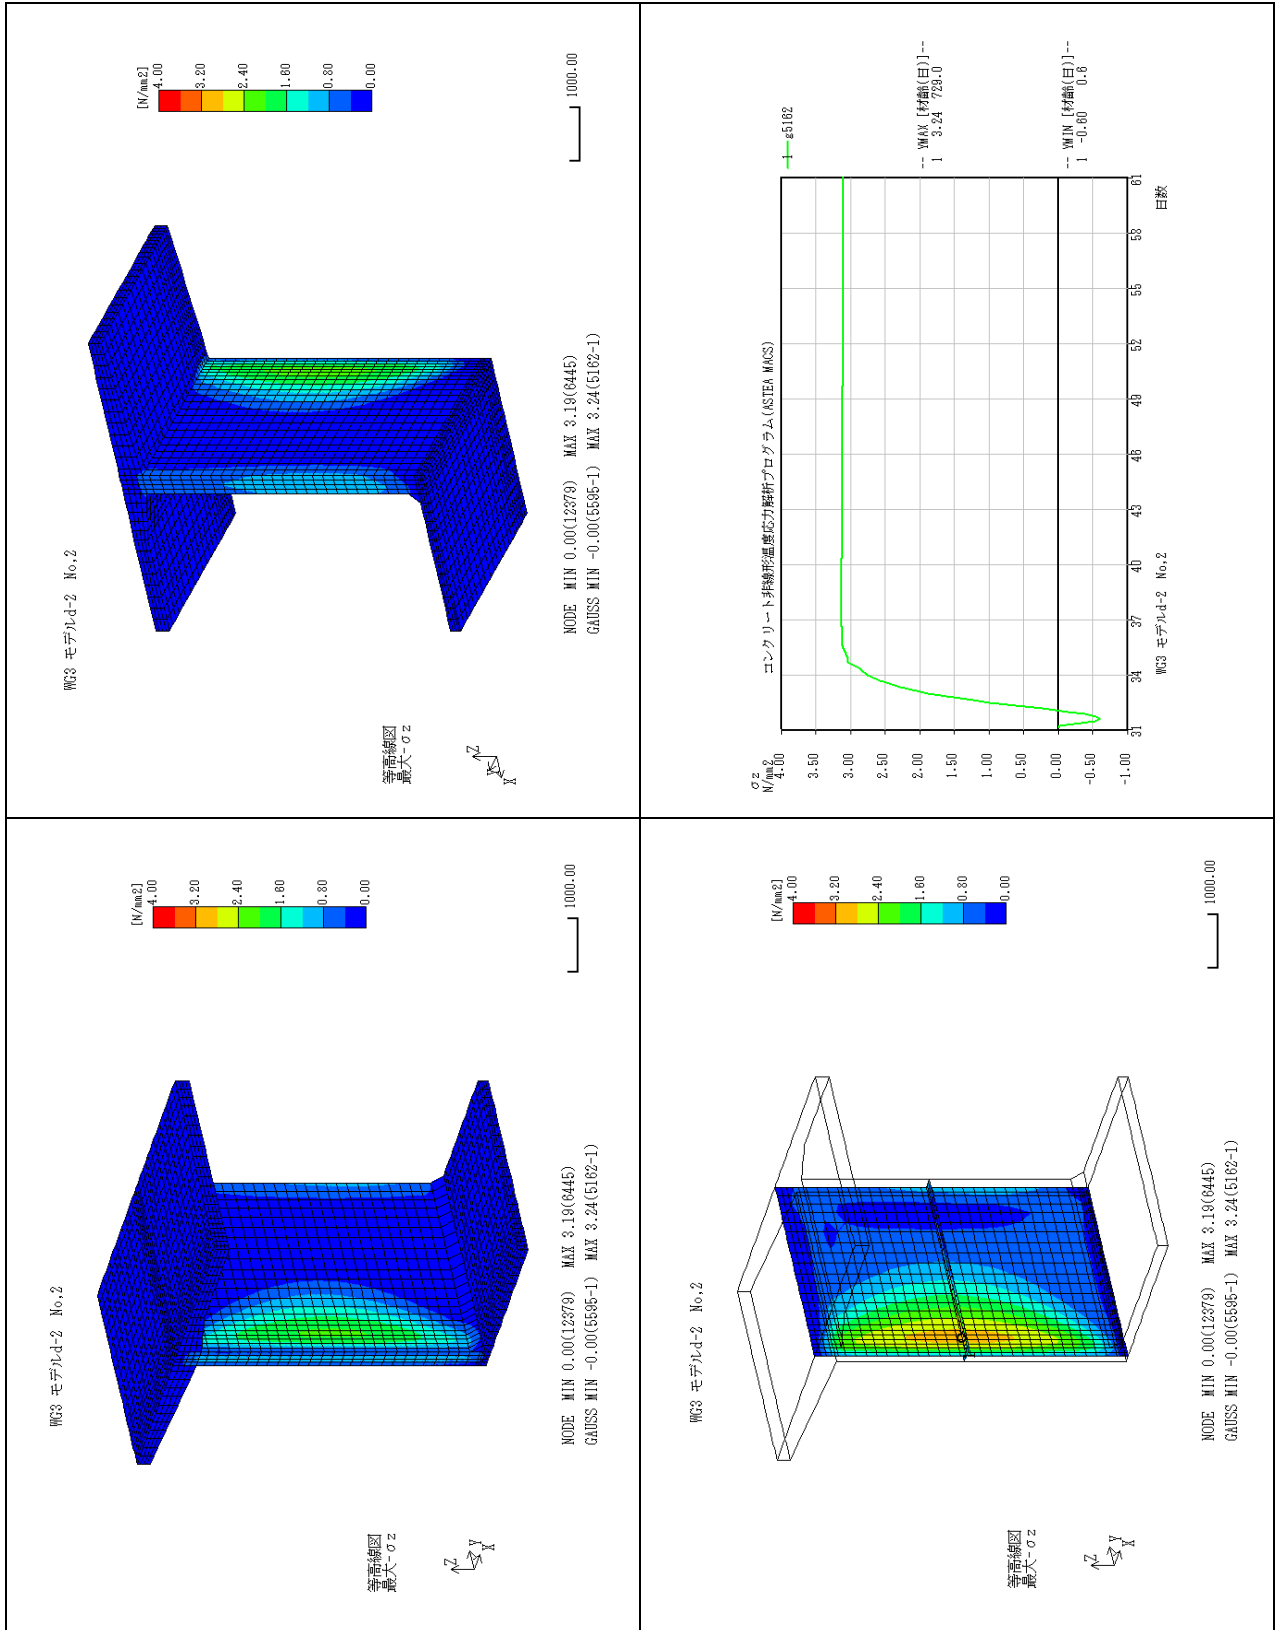 WG3 モデルd-2 No,2
[N/mm2]
4.00
3.20
2.40
1.60
0.80
0.00
1000.00
等高線図
最大-σz
Z
Y
X
NODE MIN 0.00(12379) MAX 3.19(6445)
GAUSS MIN -0.00(5595-1) MAX 3.24(5162-1)
コンクリート非線形温度応力解析プログラム(ASTEA MACS)
σz
N/mm2
4.00
3.50
3.00
2.50
2.00
1.50
1.00
0.50
0.00
-0.50
-1.00
31
34
37
40
43
46
49
52
55
58
61
日数
WG3 モデルd-2 No,2
1 g5162
-- YMAX [材齢(日)]--
1 3.24 729.0
-- YMIN [材齢(日)]--
1 -0.60 0.6
WG3 モデルd-2 No,2
[N/mm2]
4.00
3.20
2.40
1.60
0.80
0.00
1000.00
等高線図
最大-σz
Z
Y
X
NODE MIN 0.00(12379) MAX 3.19(6445)
GAUSS MIN -0.00(5595-1) MAX 3.24(5162-1)
WG3 モデルd-2 No,2
[N/mm2]
4.00
3.20
2.40
1.60
0.80
0.00
1000.00
等高線図
最大-σz
Z
Y
X
NODE MIN 0.00(12379) MAX 3.19(6445)
GAUSS MIN -0.00(5595-1) MAX 3.24(5162-1)